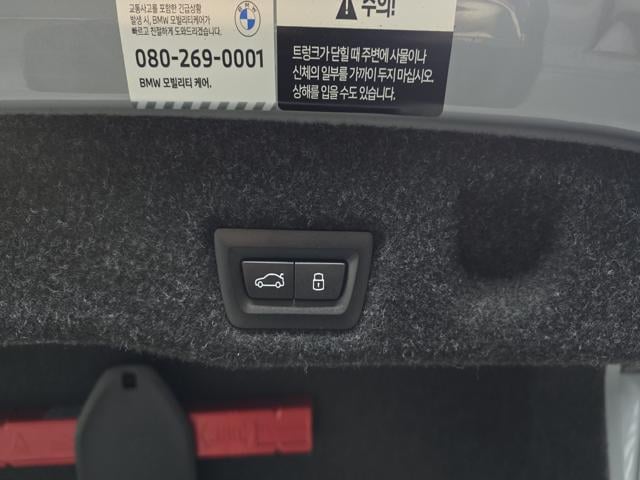 교통사고를 포함한 긴급상황
발생 시, BMW 모빌리티케어가
빠르고 친절하게 도와드리겠습니다.
080-269-0001
BMW 모빌리티 케어.
BMW
주의!
트렁크가 닫힐 때 주변에 사물이나
신체의 일부를 가까이 두지 마십시오.
상해를 입을 수도 있습니다.